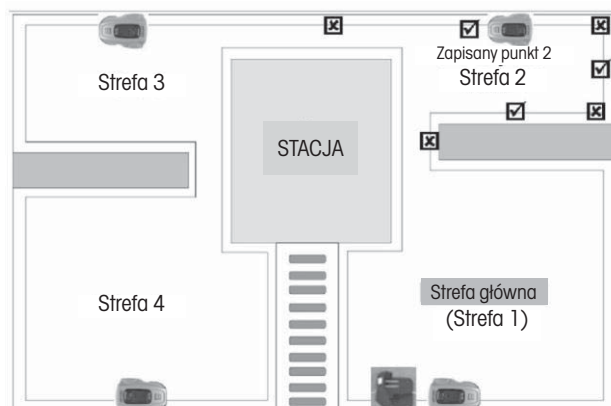 Zapisany punkt 2
Strefa 2
Strefa 3
STACJA
Strefa 4
Strefa główna
(Strefa 1)